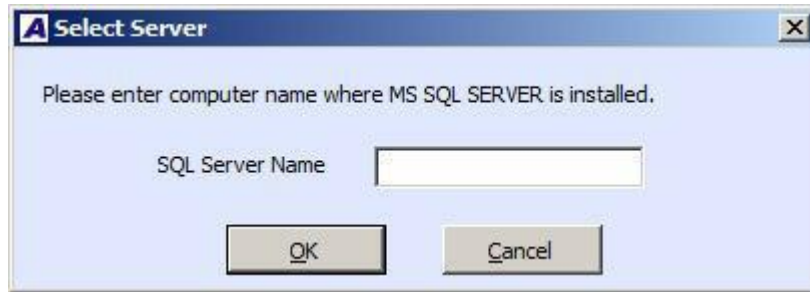 A Select Server
Please enter computer name where MS SQL SERVER is installed.
SQL Server Name
OK
Cancel